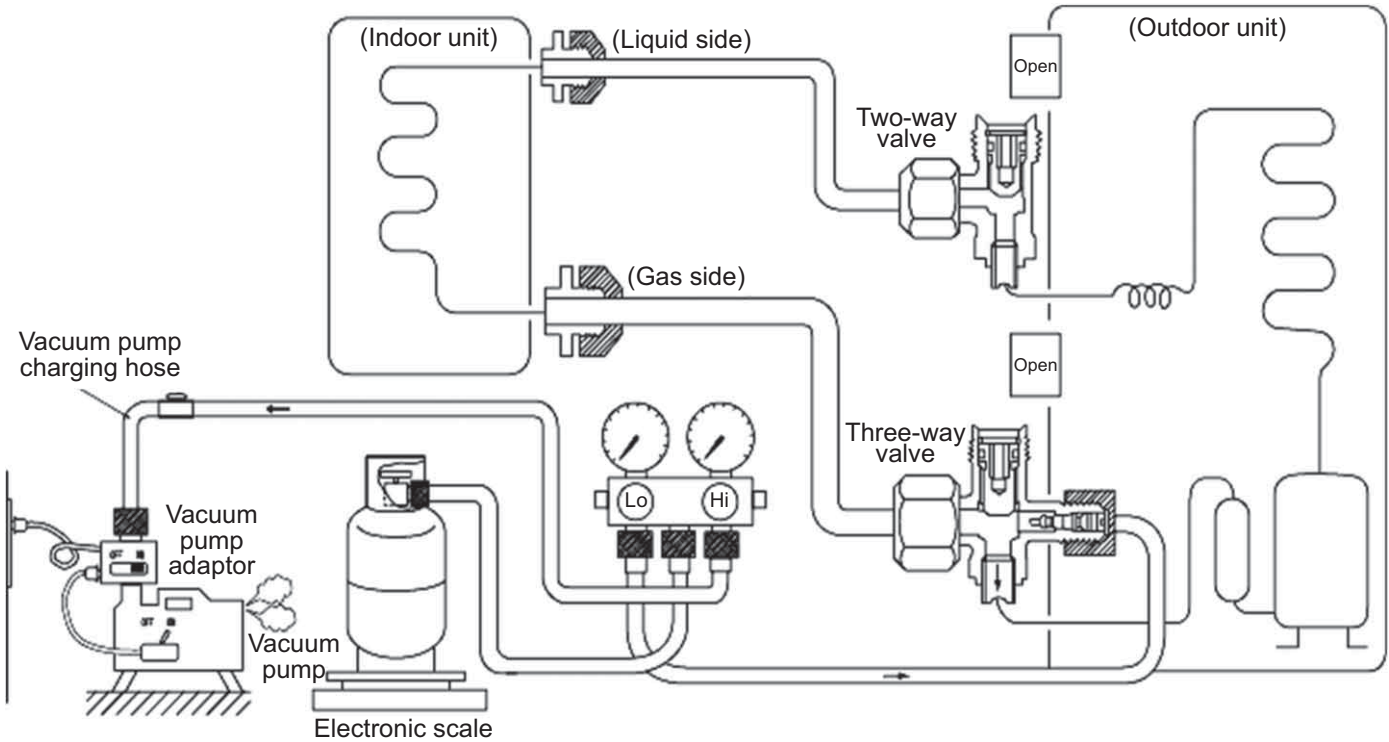 (Indoor unit)
(Liquid side)
Open
(Outdoor unit)
Two-way
valve
(Gas side)
Open
Vacuum pump
charging hose
Three-way
valve
Lo
Hi
Vacuum
pump
adaptor
Vacuum
pump
Electronic scale